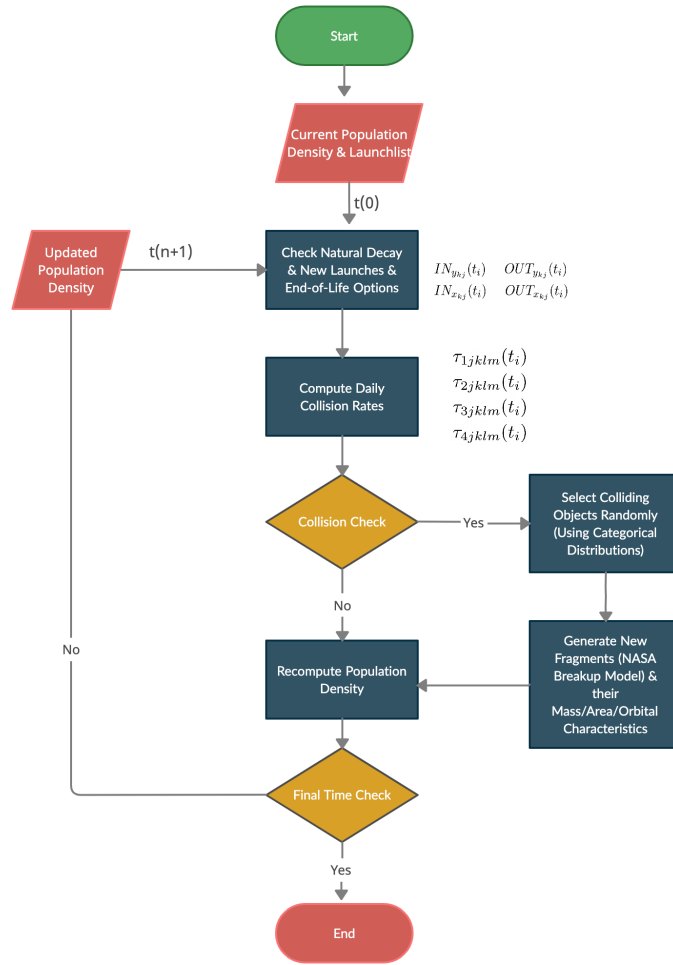 Start
Current Population
Density & Launchlist
t(0)
Updated
Population
Density
t(n+1)
Check Natural Decay
& New Launches &
End-of-Life Options
$IN_{y_{kj}}(t_i)$ $OUT_{y_{kj}}(t_i)$
$IN_{x_{kj}}(t_i)$ $OUT_{x_{kj}}(t_i)$
Compute Daily
Collision Rates
$\tau_{1jklm}(t_i)$
$\tau_{2jklm}(t_i)$
$\tau_{3jklm}(t_i)$
$\tau_{4jklm}(t_i)$
Collision Check
Yes
Select Colliding
Objects Randomly
(Using Categorical
Distributions)
No
Generate New
Fragments (NASA
Breakup Model) &
their
Mass/Area/Orbital
Characteristics
Recompute Population
Density
No
Final Time Check
Yes
End